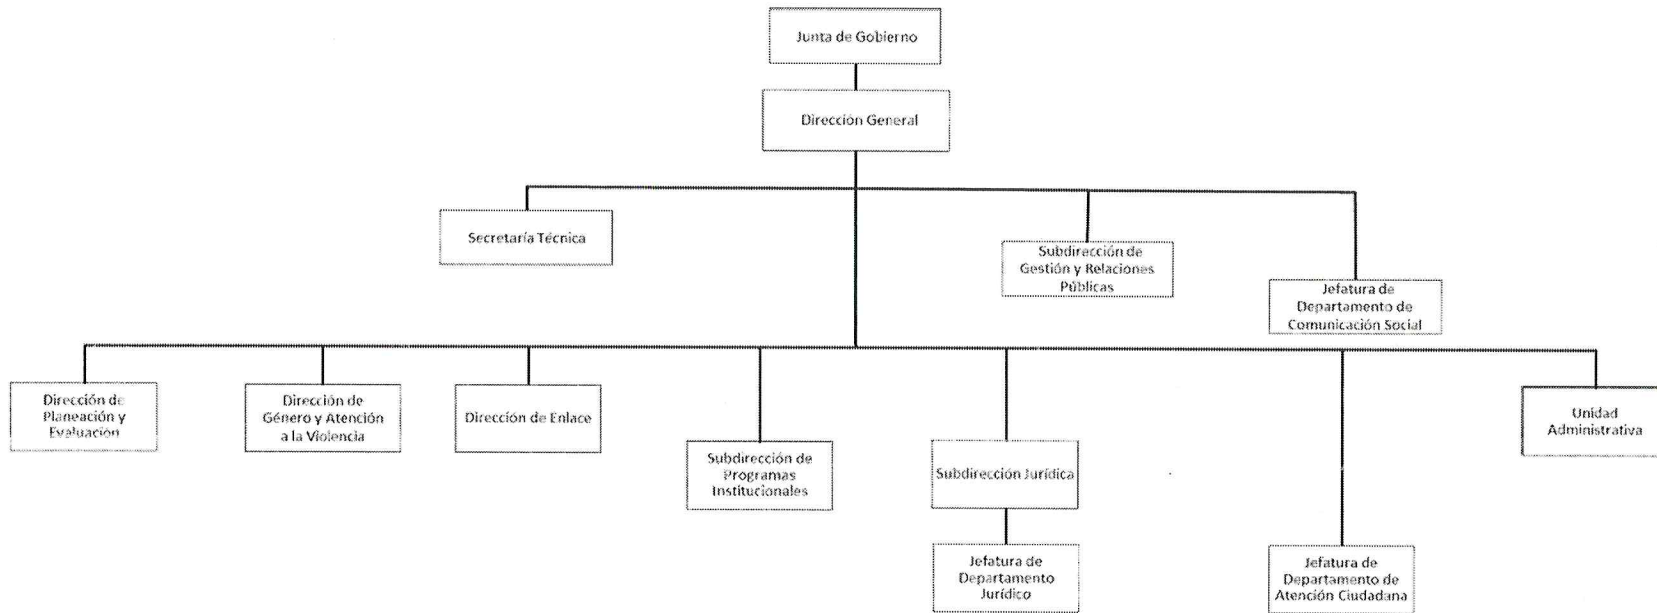 Junta de Gobierno
Dirección General
Secretaría Técnica
Subdirección de
Gestión y Relaciones
Públicas
Jefatura de
Departamento de
Comunicación Social
Dirección de
Planeación y
Evaluación
Dirección de
Género y Atención
a la Violencia
Dirección de Enlace
Subdirección de
Programas
Institucionales
Subdirección Jurídica
Unidad
Administrativa
Jefatura de
Departamento
Jurídico
Jefatura de
Departamento de
Atención Ciudadana